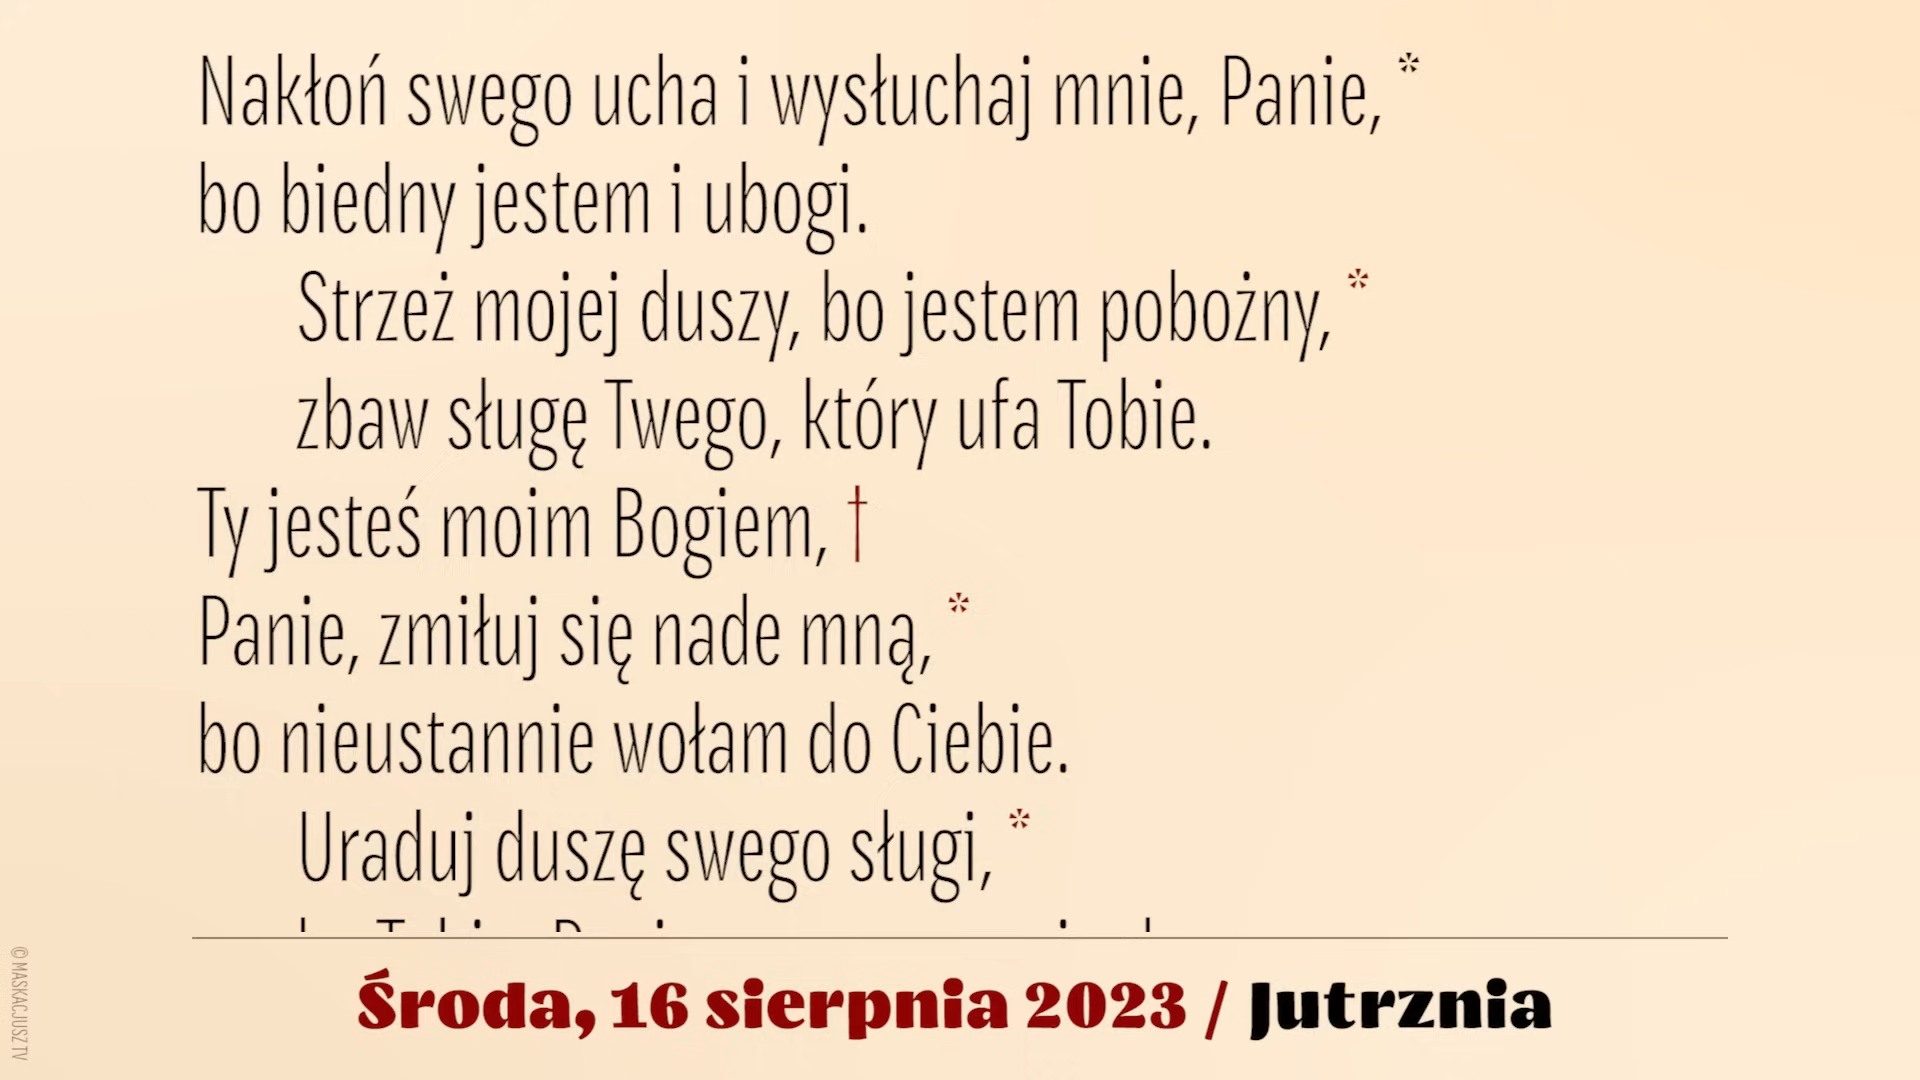 Nakłoń swego ucha i wysłuchaj mnie, Panie, *
bo biedny jestem i ubogi.
Strzeż mojej duszy, bo jestem pobożny, *
zbaw sługę Twego, który ufa Tobie.
Ty jesteś moim Bogiem, †
Panie, zmiłuj się nade mną, *
bo nieustannie wołam do Ciebie.
Uraduj duszę swego sługi, *
Środa, 16 sierpnia 2023 / Jutrznia
© MASKACJUSZ TV